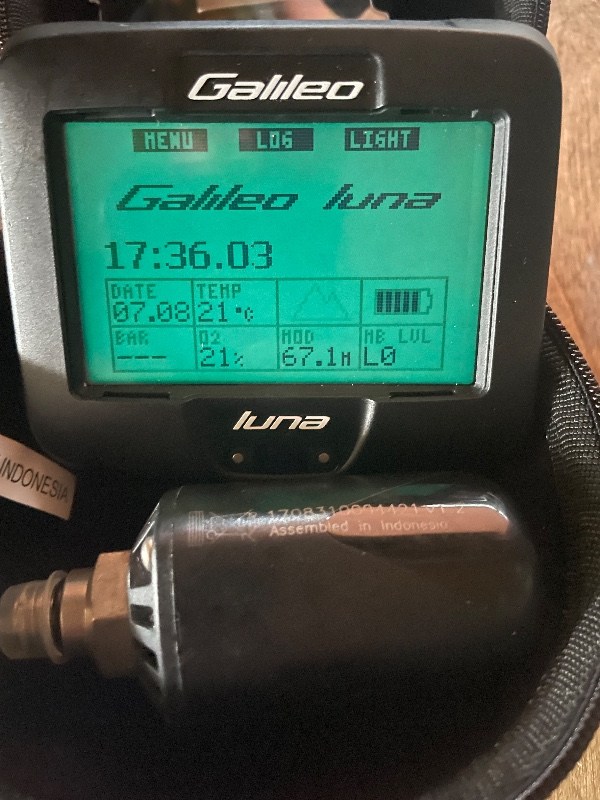 Galileo
MENU LOG LIGHT
Galileo luna
17:36.03
DATE TEMP
07.08 21°C
BAR O2 MOD MB LVL
--- 21% 67.1M L0
luna
INDONESIA
Assembled in Indonesia